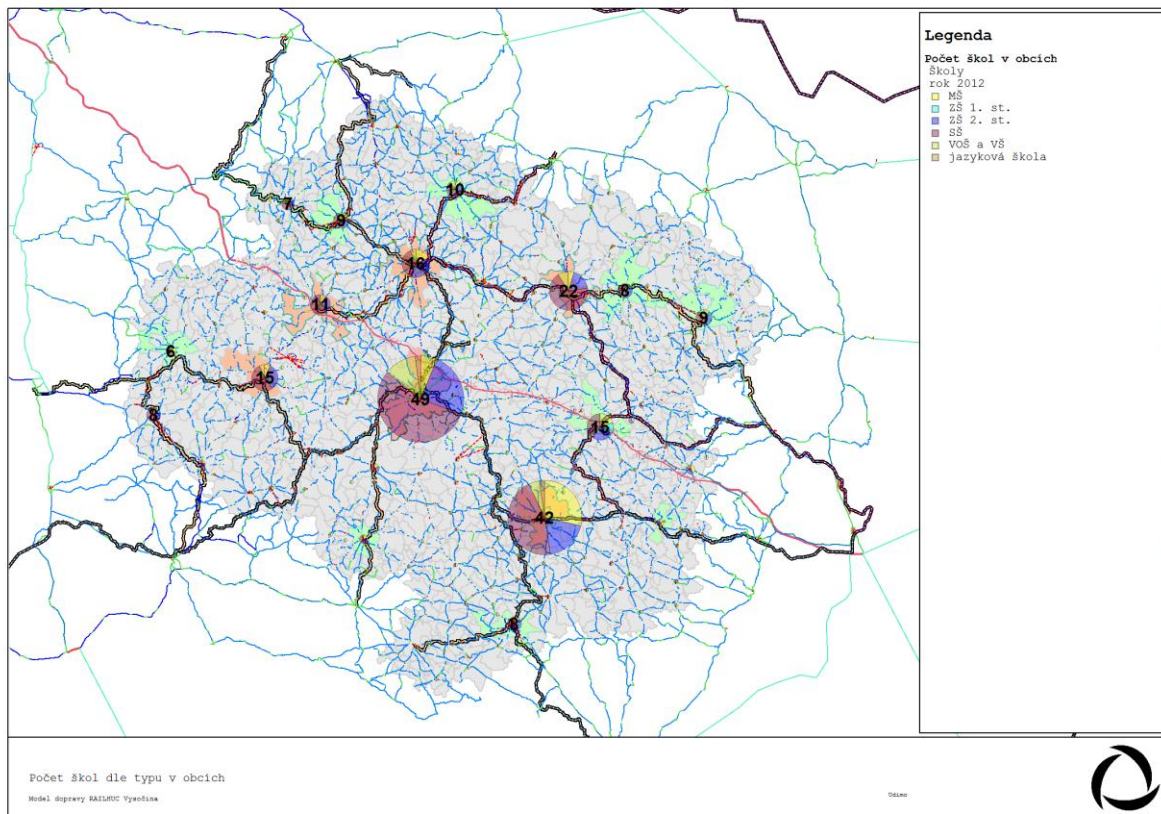 Legenda
Počet škol v obcích
Školy
rok 2012
MŠ
ZŠ 1. st.
ZŠ 2. st.
SŠ
VOŠ a VŠ
jazyková škola
10
7
9
16
22
8
11
9
6
15
49
15
42
Počet škol dle typu v obcích
Model dopravy RAILHUC Vysočina
Udimo